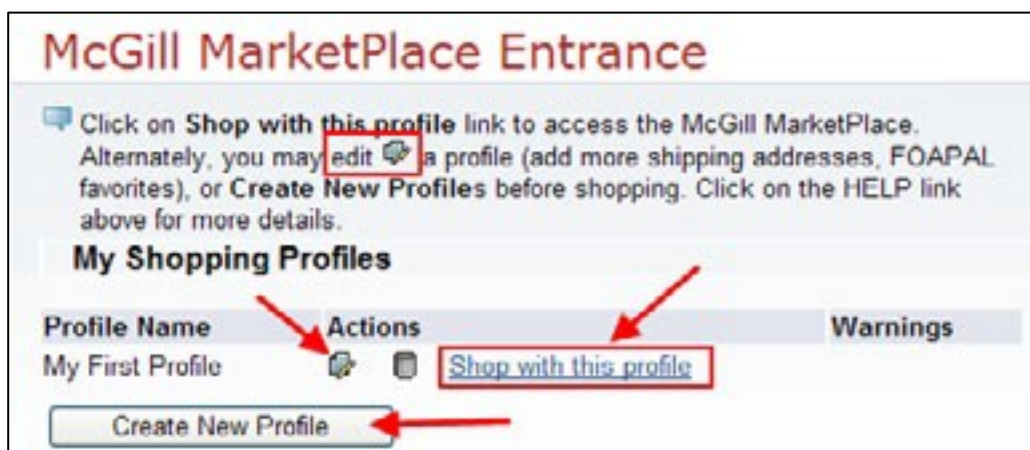 McGill MarketPlace Entrance
Click on Shop with this profile link to access the McGill MarketPlace.
Alternately, you may edit a profile (add more shipping addresses, FOAPAL
favorites), or Create New Profiles before shopping. Click on the HELP link
above for more details.
My Shopping Profiles
Profile Name Actions Warnings
My First Profile Shop with this profile
Create New Profile